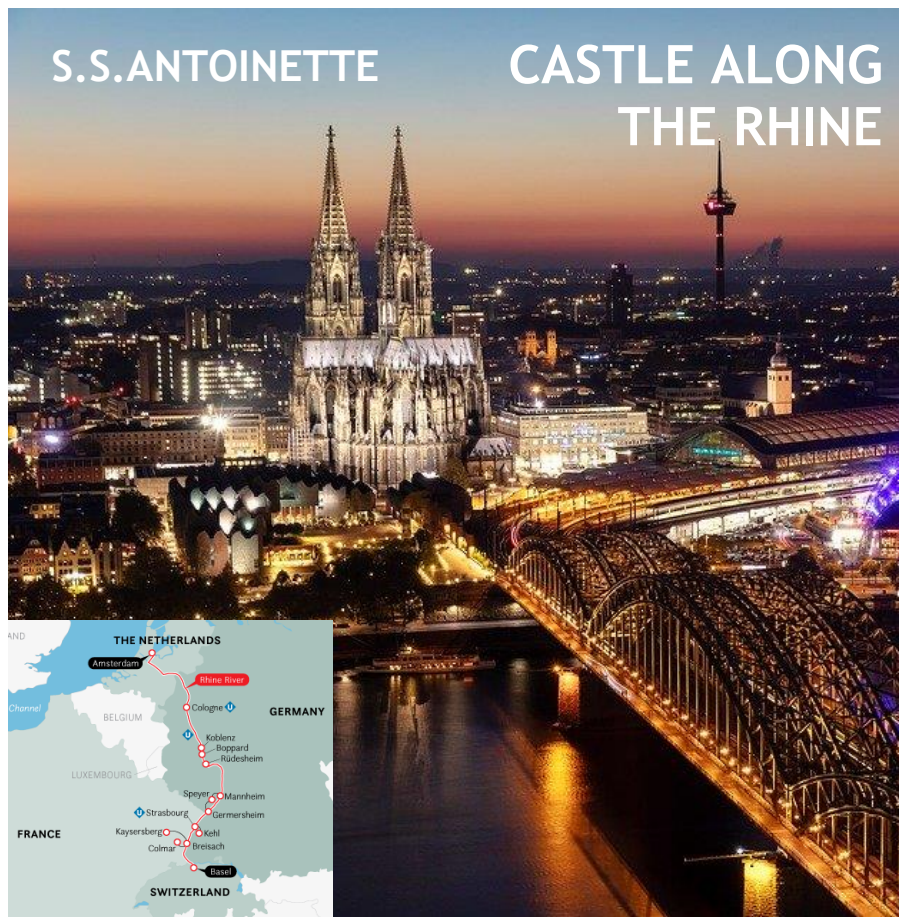 S.S.ANTOINETTE
CASTLE ALONG
THE RHINE
THE NETHERLANDS
Amsterdam
Rhine River
Channel
Cologne U
BELGIUM
GERMANY
U
Koblenz
Boppard
Rüdesheim
LUXEMBOURG
Speyer
Mannheim
U Strasbourg
Germersheim
FRANCE
Kaysersberg
Kehl
Colmar
Breisach
Basel
SWITZERLAND